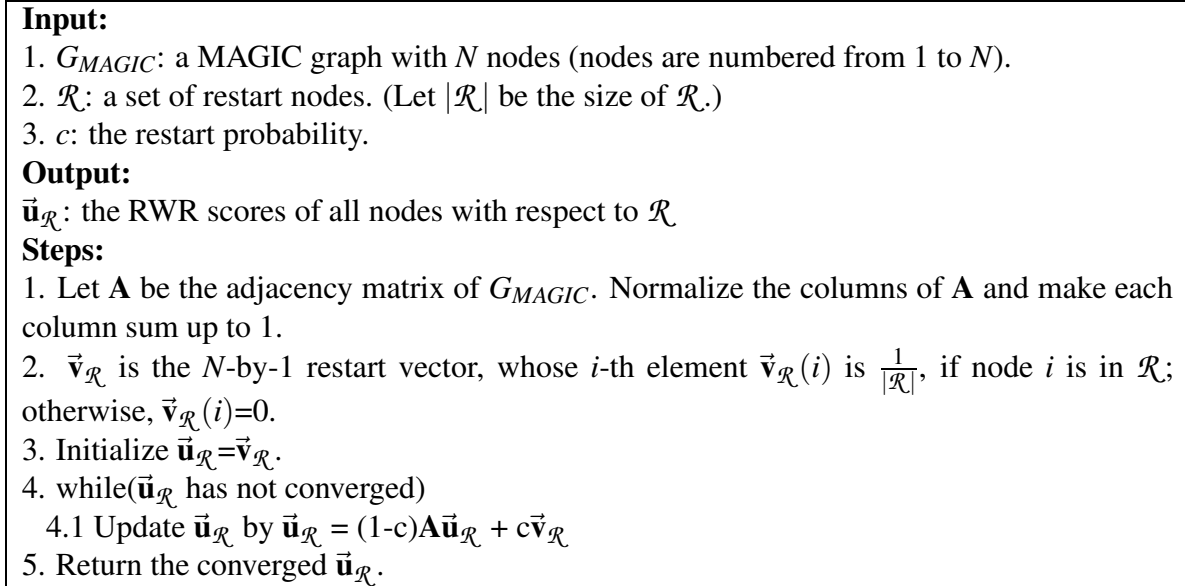 Input:
1. G_MAGIC: a MAGIC graph with N nodes (nodes are numbered from 1 to N).
2. ℛ: a set of restart nodes. (Let |ℛ| be the size of ℛ.)
3. c: the restart probability.
Output:
u⃗_ℛ: the RWR scores of all nodes with respect to ℛ
Steps:
1. Let A be the adjacency matrix of G_MAGIC. Normalize the columns of A and make each
column sum up to 1.
2. v⃗_ℛ is the N-by-1 restart vector, whose i-th element v⃗_ℛ(i) is 1/|ℛ|, if node i is in ℛ;
otherwise, v⃗_ℛ(i)=0.
3. Initialize u⃗_ℛ=v⃗_ℛ.
4. while(u⃗_ℛ has not converged)
4.1 Update u⃗_ℛ by u⃗_ℛ = (1-c)Au⃗_ℛ + cv⃗_ℛ
5. Return the converged u⃗_ℛ.